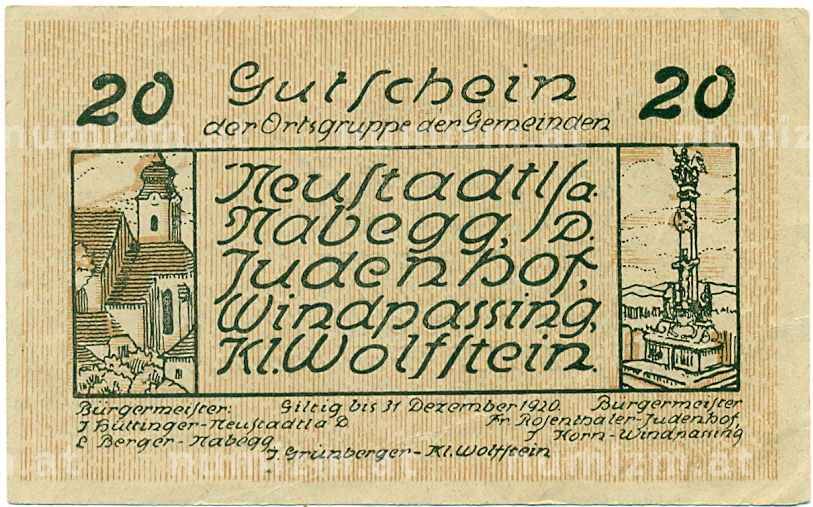 20 Gutschein 20
der Ortsgruppe der Gemeinden
Neustadtl/a.
Nabegg, D.
Judenhof,
Windpassing,
Kl. Wolfstein.
Bürgermeister: Giltig bis 31 Dezember 1920. Bürgermeister
J Hüttinger-Neustadtl a D Fr Rosenthaler-Judenhof,
L Berger-Nabegg J Horn-Windpassing
J. Grünberger-Kl. Wolfstein
numizmat